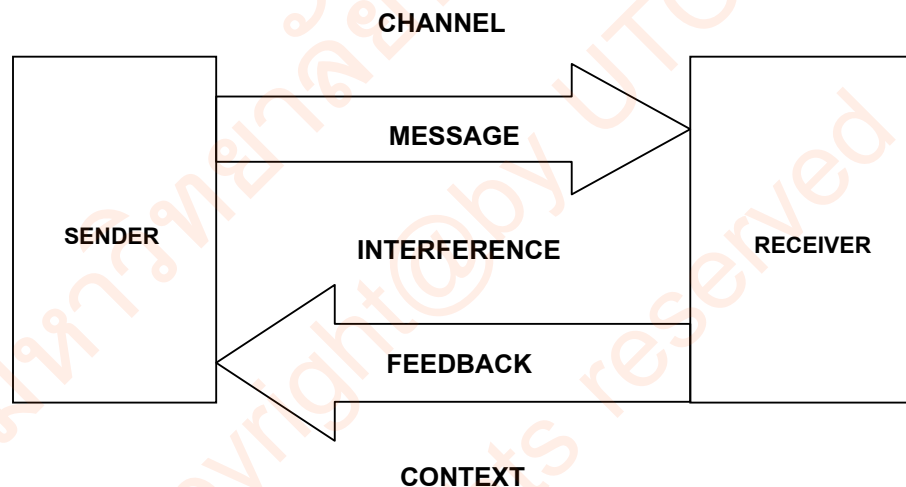 CHANNEL
MESSAGE
SENDER
INTERFERENCE
RECEIVER
FEEDBACK
CONTEXT